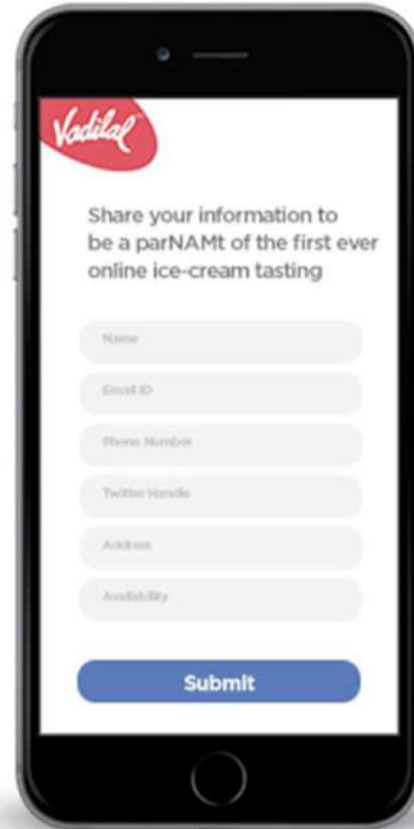 Vadilal
Share your information to
be a parNAMt of the first ever
online ice-cream tasting
Name
Email ID
Phone Number
Twitter Handle
Address
Availability
Submit